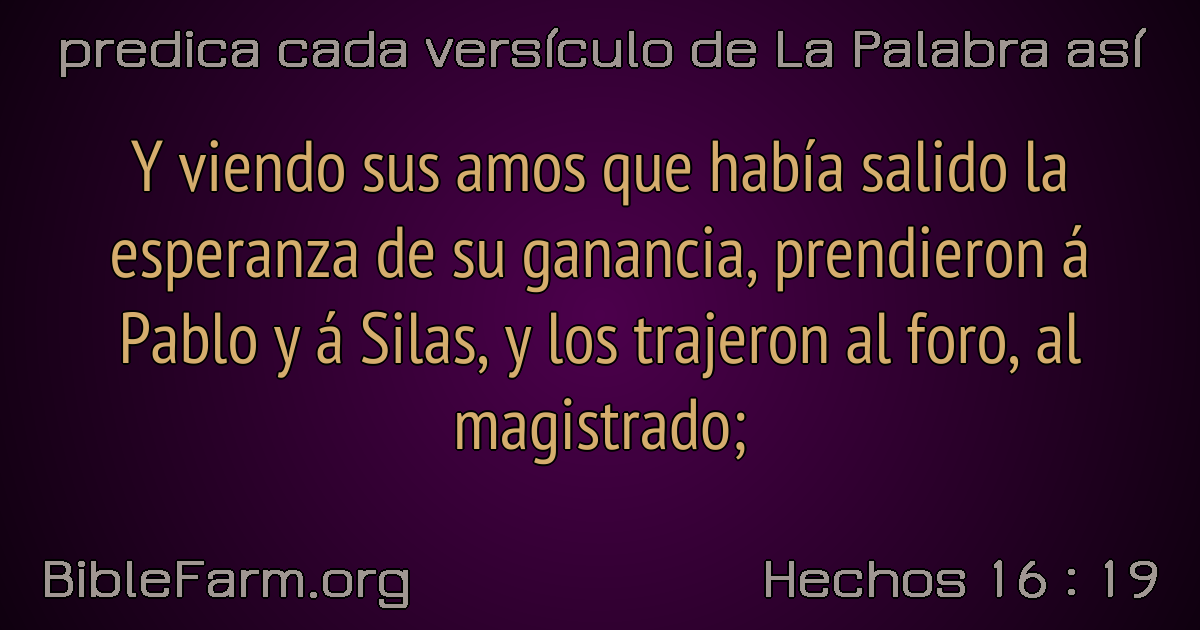 predica cada versículo de La Palabra así
Y viendo sus amos que había salido la
esperanza de su ganancia, prendieron á
Pablo y á Silas, y los trajeron al foro, al
magistrado;
BibleFarm.org
Hechos 16 : 19